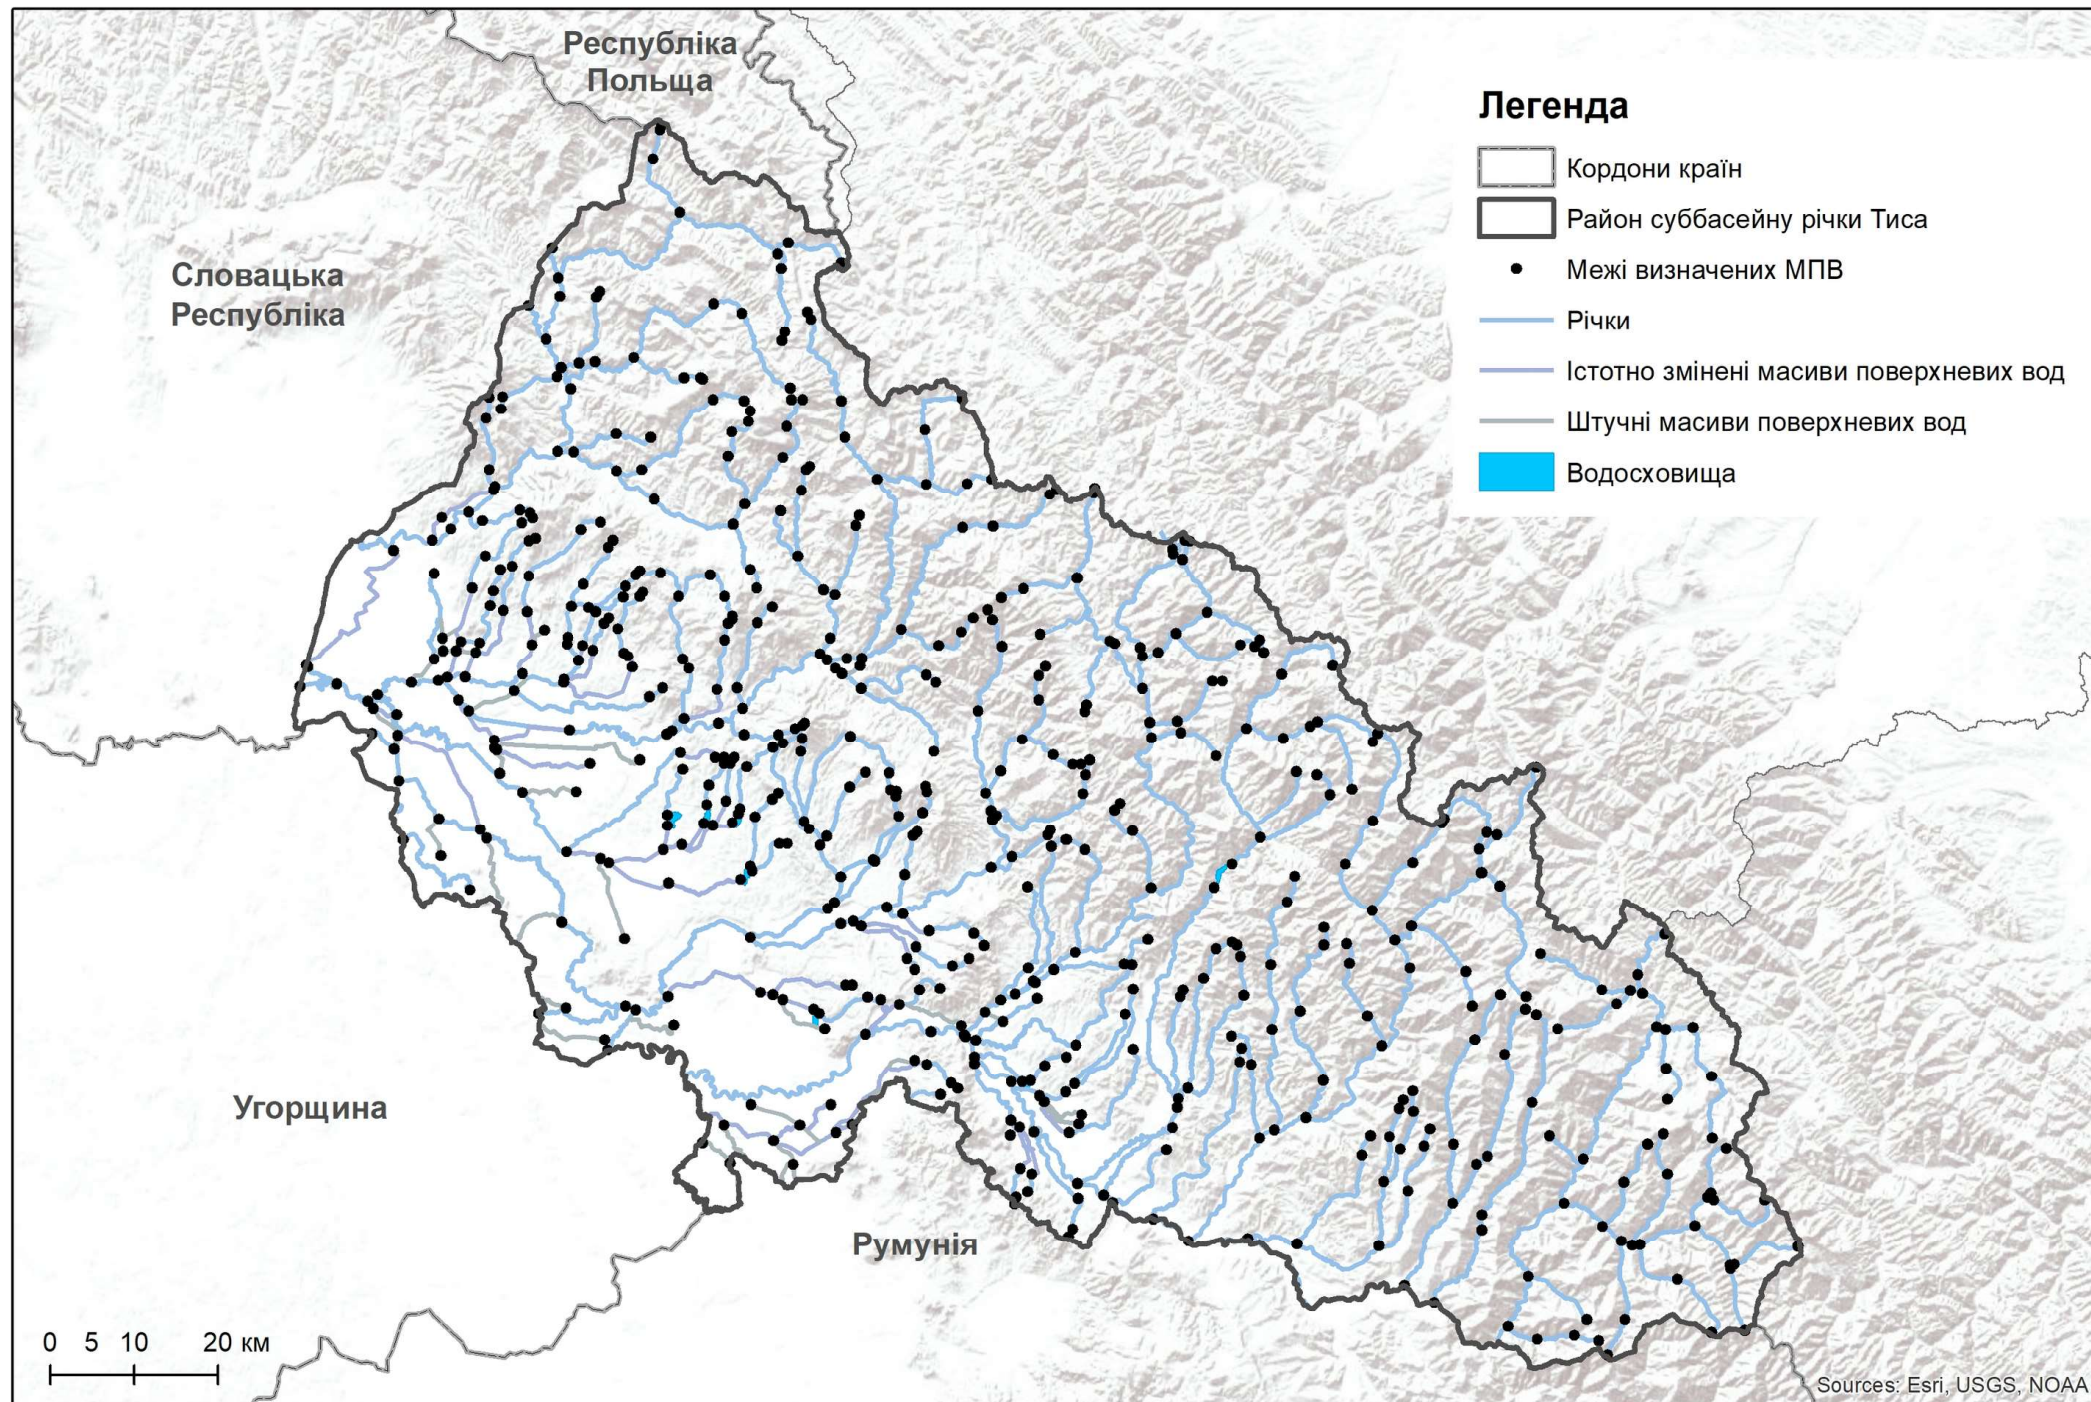 Республіка
Польща
Словацька
Республіка
Угорщина
Румунія
Легенда
Кордони країн
Район суббасейну річки Тиса
Межі визначених МПВ
Річки
Істотно змінені масиви поверхневих вод
Штучні масиви поверхневих вод
Водосховища
0 5 10 20 км
Sources: Esri, USGS, NOAA